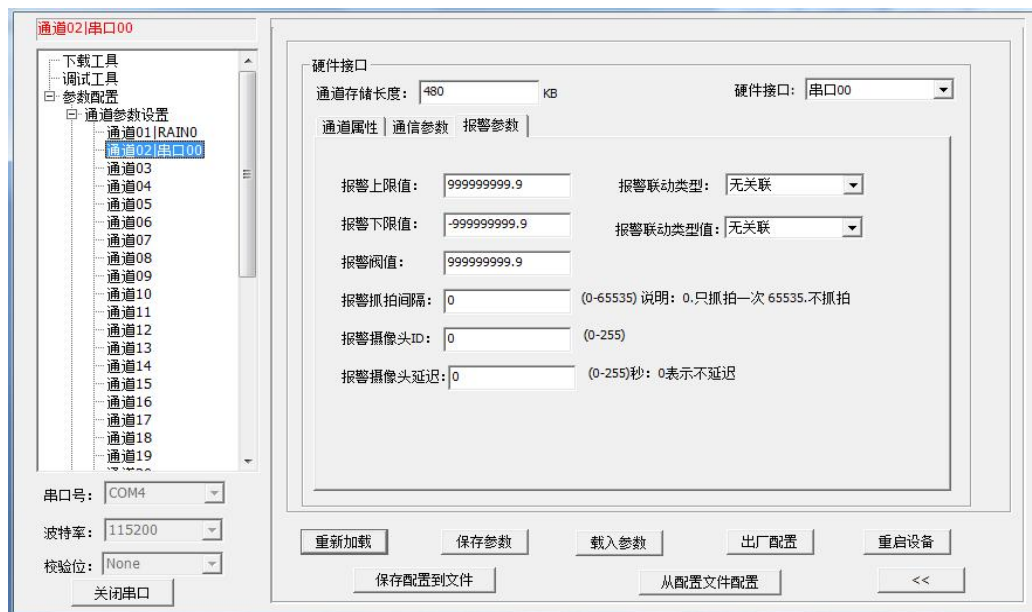 通道02|串口00
下载工具
调试工具
参数配置
通道参数设置
通道01|RAIN0
通道02|串口00
通道03
通道04
通道05
通道06
通道07
通道08
通道09
通道10
通道11
通道12
通道13
通道14
通道15
通道16
通道17
通道18
通道19
串口号: COM4
波特率: 115200
校验位: None
关闭串口
硬件接口
通道存储长度: 480 KB 硬件接口: 串口00
通道属性 通信参数 报警参数
报警上限值: 999999999.9 报警联动类型: 无关联
报警下限值: -999999999.9 报警联动类型值: 无关联
报警阀值: 999999999.9
报警抓拍间隔: 0 (0-65535) 说明: 0.只抓拍一次 65535.不抓拍
报警摄像头ID: 0 (0-255)
报警摄像头延迟: 0 (0-255)秒: 0表示不延迟
重新加载 保存参数 载入参数 出厂配置 重启设备
保存配置到文件 从配置文件配置 <<